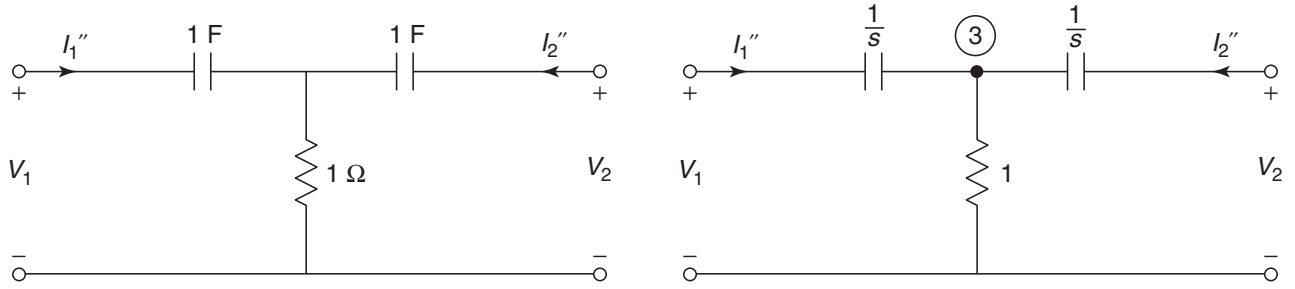 1 F 1 F
I₁″ I₂″
+ +
V₁ 1 Ω V₂
− −
1/s 3 1/s
I₁″ I₂″
+ +
V₁ 1 V₂
− −